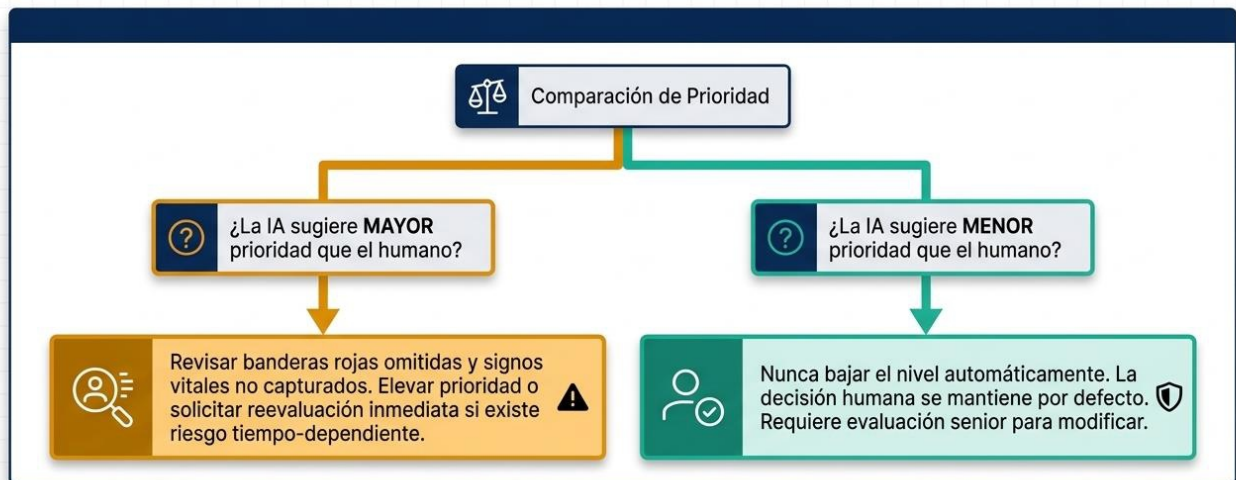 Comparación de Prioridad
¿La IA sugiere MAYOR
prioridad que el humano?
¿La IA sugiere MENOR
prioridad que el humano?
Revisar banderas rojas omitidas y signos
vitales no capturados. Elevar prioridad o
solicitar reevaluación inmediata si existe
riesgo tiempo-dependiente.
Nunca bajar el nivel automáticamente. La
decisión humana se mantiene por defecto.
Requiere evaluación senior para modificar.